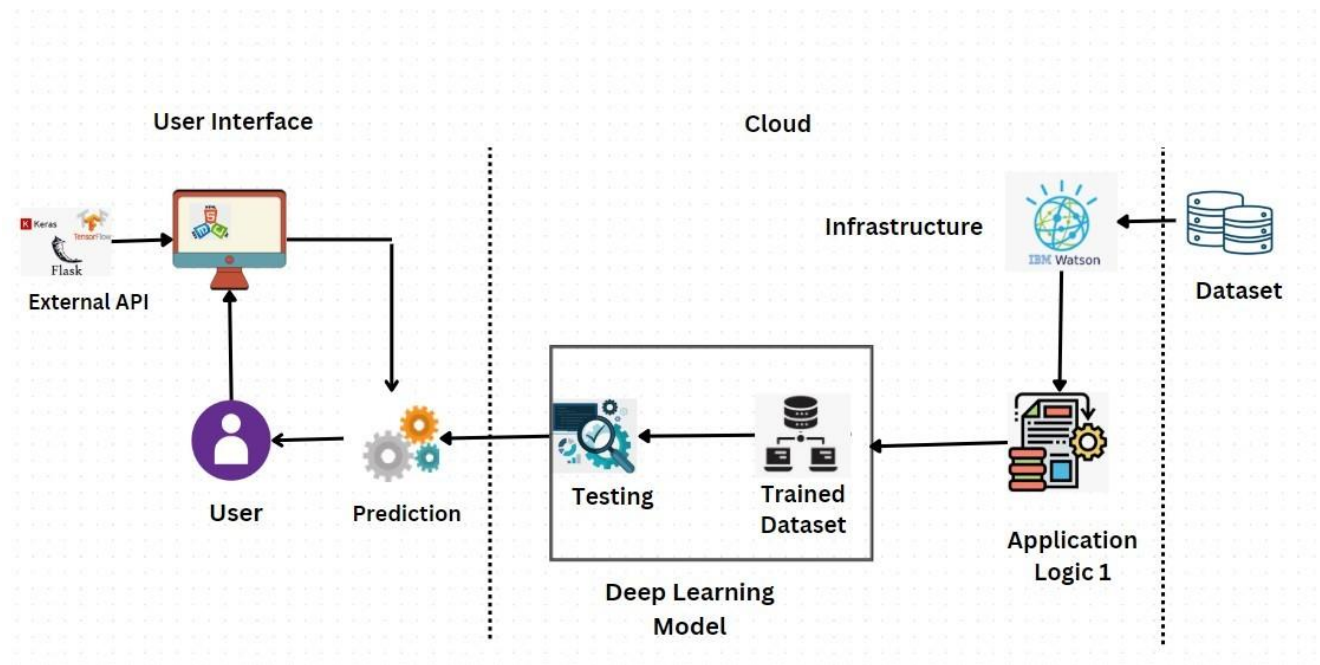 User Interface
Cloud
Keras
TensorFlow
Flask
External API
Infrastructure
IBM Watson
Dataset
User
Prediction
Testing
Trained
Dataset
Application
Logic 1
Deep Learning
Model